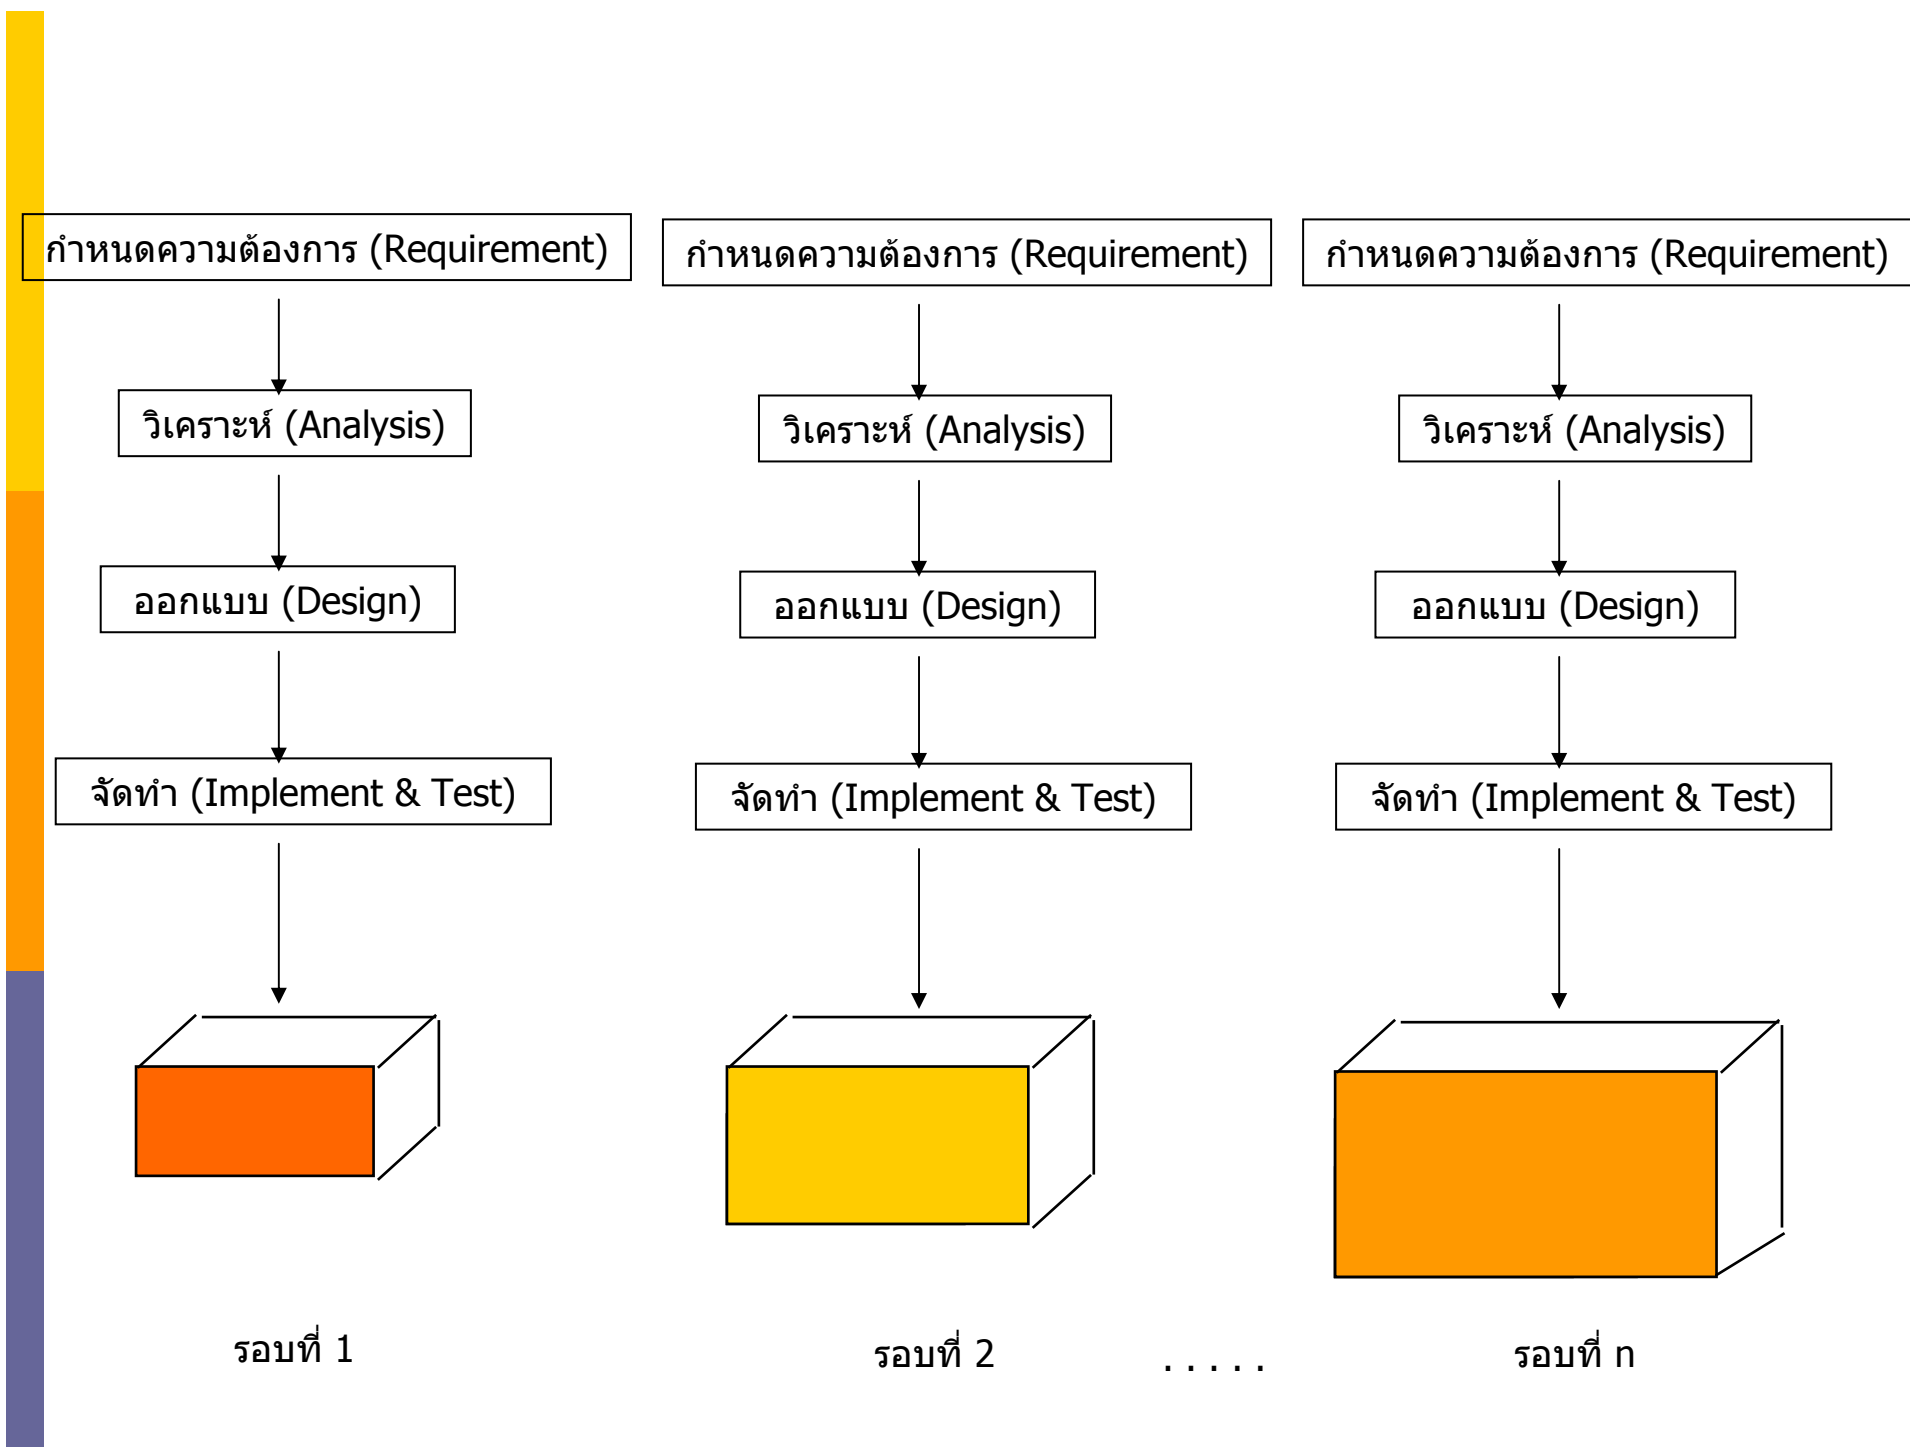 กำหนดความต้องการ (Requirement)
วิเคราะห์ (Analysis)
ออกแบบ (Design)
จัดทำ (Implement & Test)
รอบที่ 1
กำหนดความต้องการ (Requirement)
วิเคราะห์ (Analysis)
ออกแบบ (Design)
จัดทำ (Implement & Test)
รอบที่ 2
. . . . .
กำหนดความต้องการ (Requirement)
วิเคราะห์ (Analysis)
ออกแบบ (Design)
จัดทำ (Implement & Test)
รอบที่ n